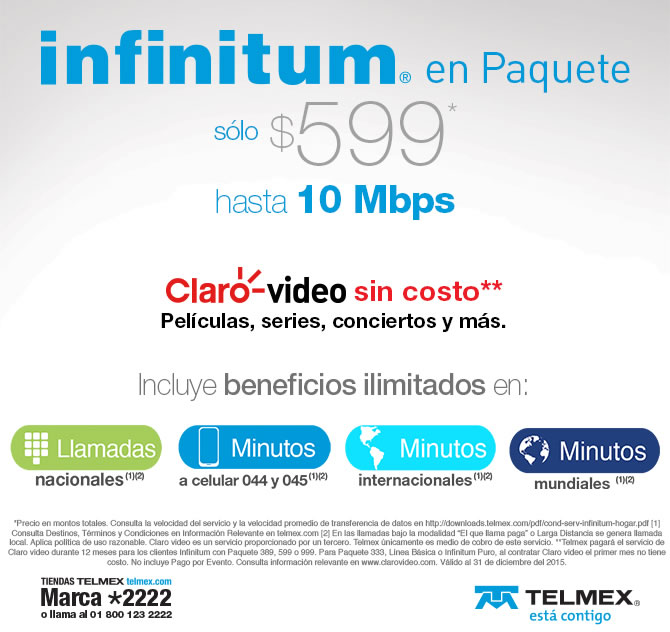 infinitum® en Paquete
sólo $599*
hasta 10 Mbps
Claro-video sin costo**
Películas, series, conciertos y más.
Incluye beneficios ilimitados en:
Llamadas
nacionales(1)(2)
Minutos
a celular 044 y 045(1)(2)
Minutos
internacionales(1)(2)
Minutos
mundiales (1)(2)
*Precio en montos totales. Consulta la velocidad del servicio y la velocidad promedio de transferencia de datos en http://downloads.telmex.com/pdf/cond-serv-infinitum-hogar.pdf [1]
Consulta Destinos, Términos y Condiciones en Información Relevante en telmex.com [2] En las llamadas bajo la modalidad "El que llama paga" o Larga Distancia se genera llamada
local. Aplica política de uso razonable. Claro video es un servicio proporcionado por un tercero. Telmex únicamente es medio de cobro de este servicio. **Telmex pagará el servicio de
Claro video durante 12 meses para los clientes Infinitum con Paquete 389, 599 o 999. Para Paquete 333, Línea Básica o Infinitum Puro, al contratar Claro video el primer mes no tiene
costo. No incluye Pago por Evento. Consulta información relevante en www.clarovideo.com. Válido al 31 de diciembre del 2015.
TIENDAS TELMEX telmex.com
Marca *2222
o llama al 01 800 123 2222
TELMEX®
está contigo